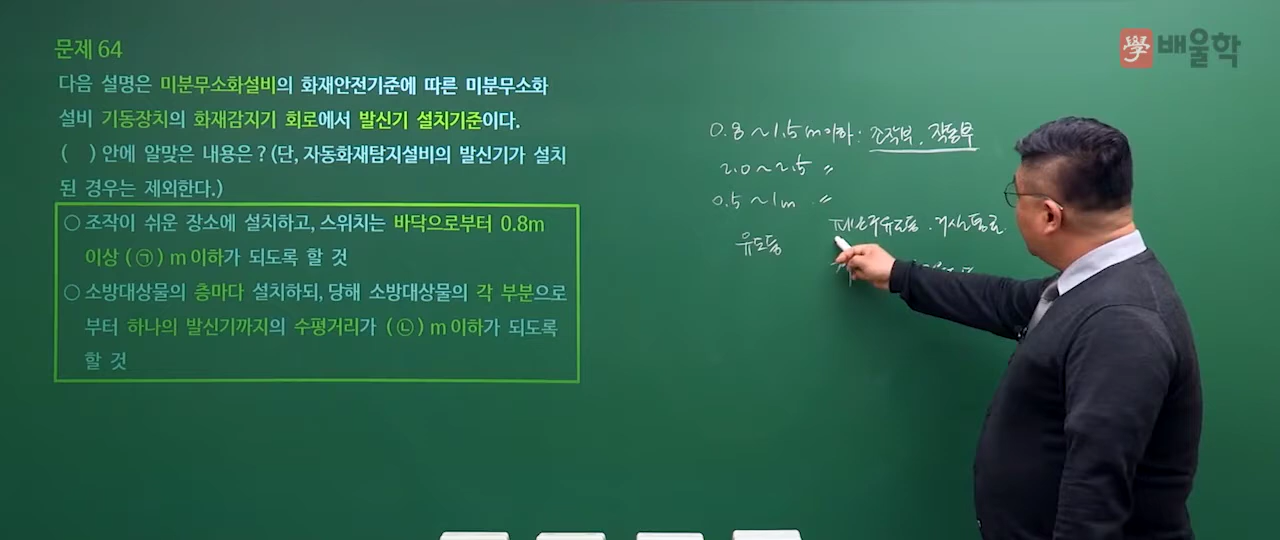 學 배울학
문제 64
다음 설명은 미분무소화설비의 화재안전기준에 따른 미분무소화
설비 기동장치의 화재감지기 회로에서 발신기 설치기준이다.
( ) 안에 알맞은 내용은? (단, 자동화재탐지설비의 발신기가 설치
된 경우는 제외한다.)
○ 조작이 쉬운 장소에 설치하고, 스위치는 바닥으로부터 0.8m
이상 ( ㉠ ) m 이하가 되도록 할 것
○ 소방대상물의 층마다 설치하되, 당해 소방대상물의 각 부분으로
부터 하나의 발신기까지의 수평거리가 ( ㉡ ) m 이하가 되도록
할 것
0.8 ~ 1.5 m 이하 : 조작부. 작동부
2.0 ~ 2.5 〃
0.5 ~ 1m 〃
유도등